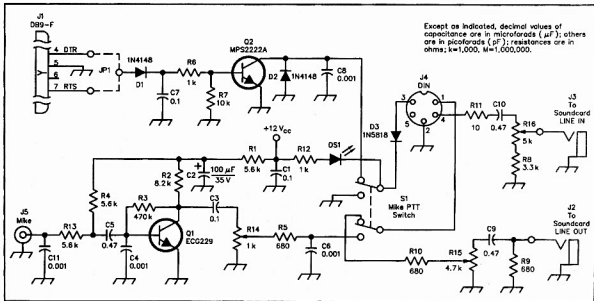 J1
DB9-F
4 DTR
5
6
7 RTS
JP1
1N4148
D1
C7
0.1
R6
1k
R7
10k
Q2
MPS2222A
D2
1N4148
C8
0.001
Except as indicated, decimal values of
capacitance are in microfarads (µF); others
are in picofarads (pF); resistances are in
ohms; k=1,000, M=1,000,000.
J4
DIN
3
1
5
4
2
D3
1N5818
R11
10
C10
0.47
R16
5k
R8
3.3k
J3
To
Soundcard
LINE IN
+12 Vcc
R1
5.6k
R12
1k
DS1
C1
0.1
C2
100 µF
35V
R2
8.2k
R4
5.6k
R3
470k
C3
0.1
S1
Mike PTT
Switch
J5
Mike
R13
5.6k
C5
0.47
C11
0.001
C4
0.001
Q1
ECG229
R14
1k
R5
680
C6
0.001
R10
680
R15
4.7k
C9
0.47
R9
680
J2
To Soundcard
LINE OUT